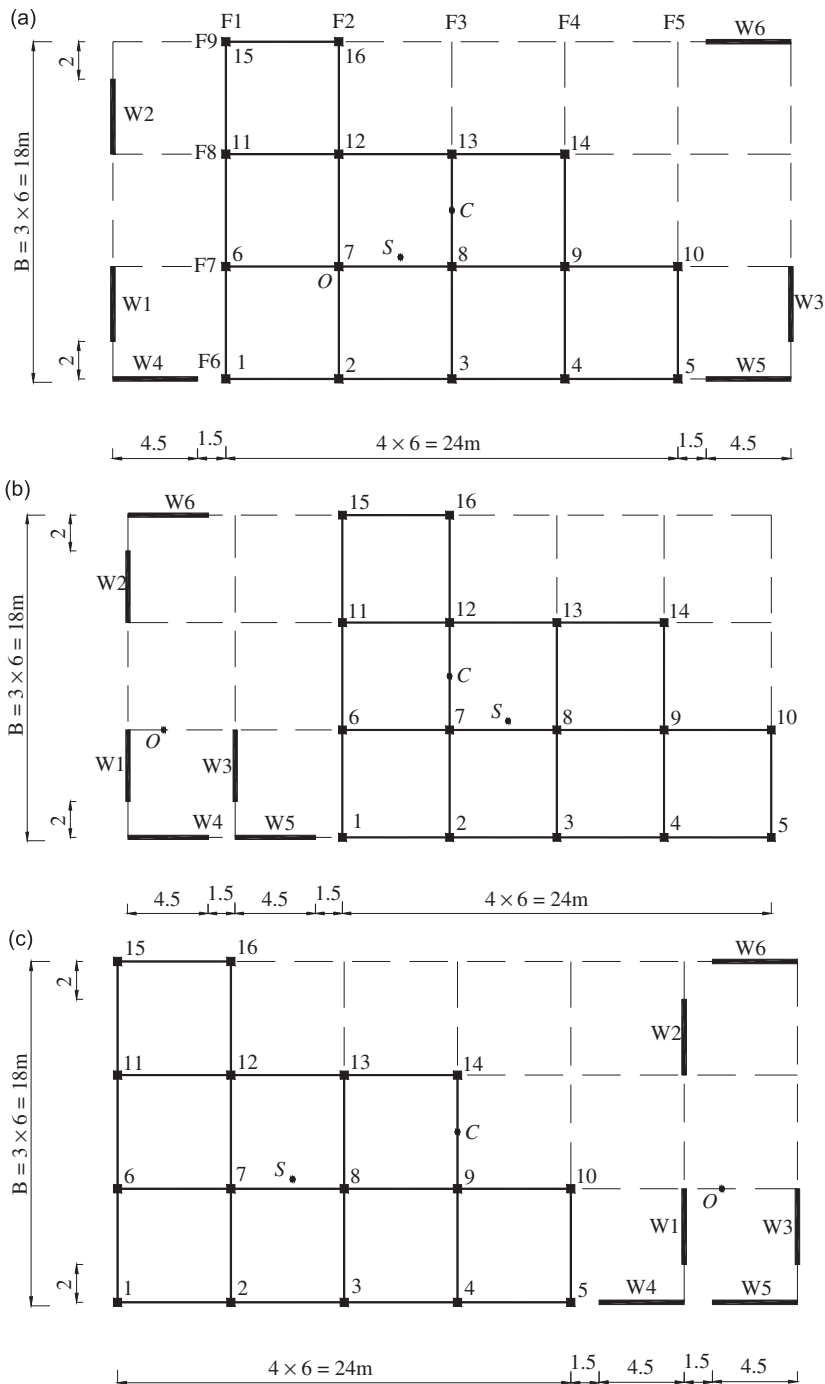 (a)
F1 F2 F3 F4 F5
F9 W6
15 16
2
W2
F8 11 12 13 14
B = 3 × 6 = 18m
C
S
F7 6 7 8 9 10
O
W1 W3
2
W4 F6 1 2 3 4 W5 5
4.5 1.5 4 × 6 = 24m 1.5 4.5
(b)
W6 15 16
2
W2
11 12 13 14
B = 3 × 6 = 18m
C
S
6 7 8 9 10
O
W1 W3
2
W4 W5 1 2 3 4 5
4.5 1.5 4.5 1.5 4 × 6 = 24m
(c)
15 16 W6
2
W2
11 12 13 14
B = 3 × 6 = 18m
C
S
6 7 8 9 10
O
W1 W3
2
1 2 3 4 5 W4 W5
4 × 6 = 24m 1.5 4.5 1.5 4.5